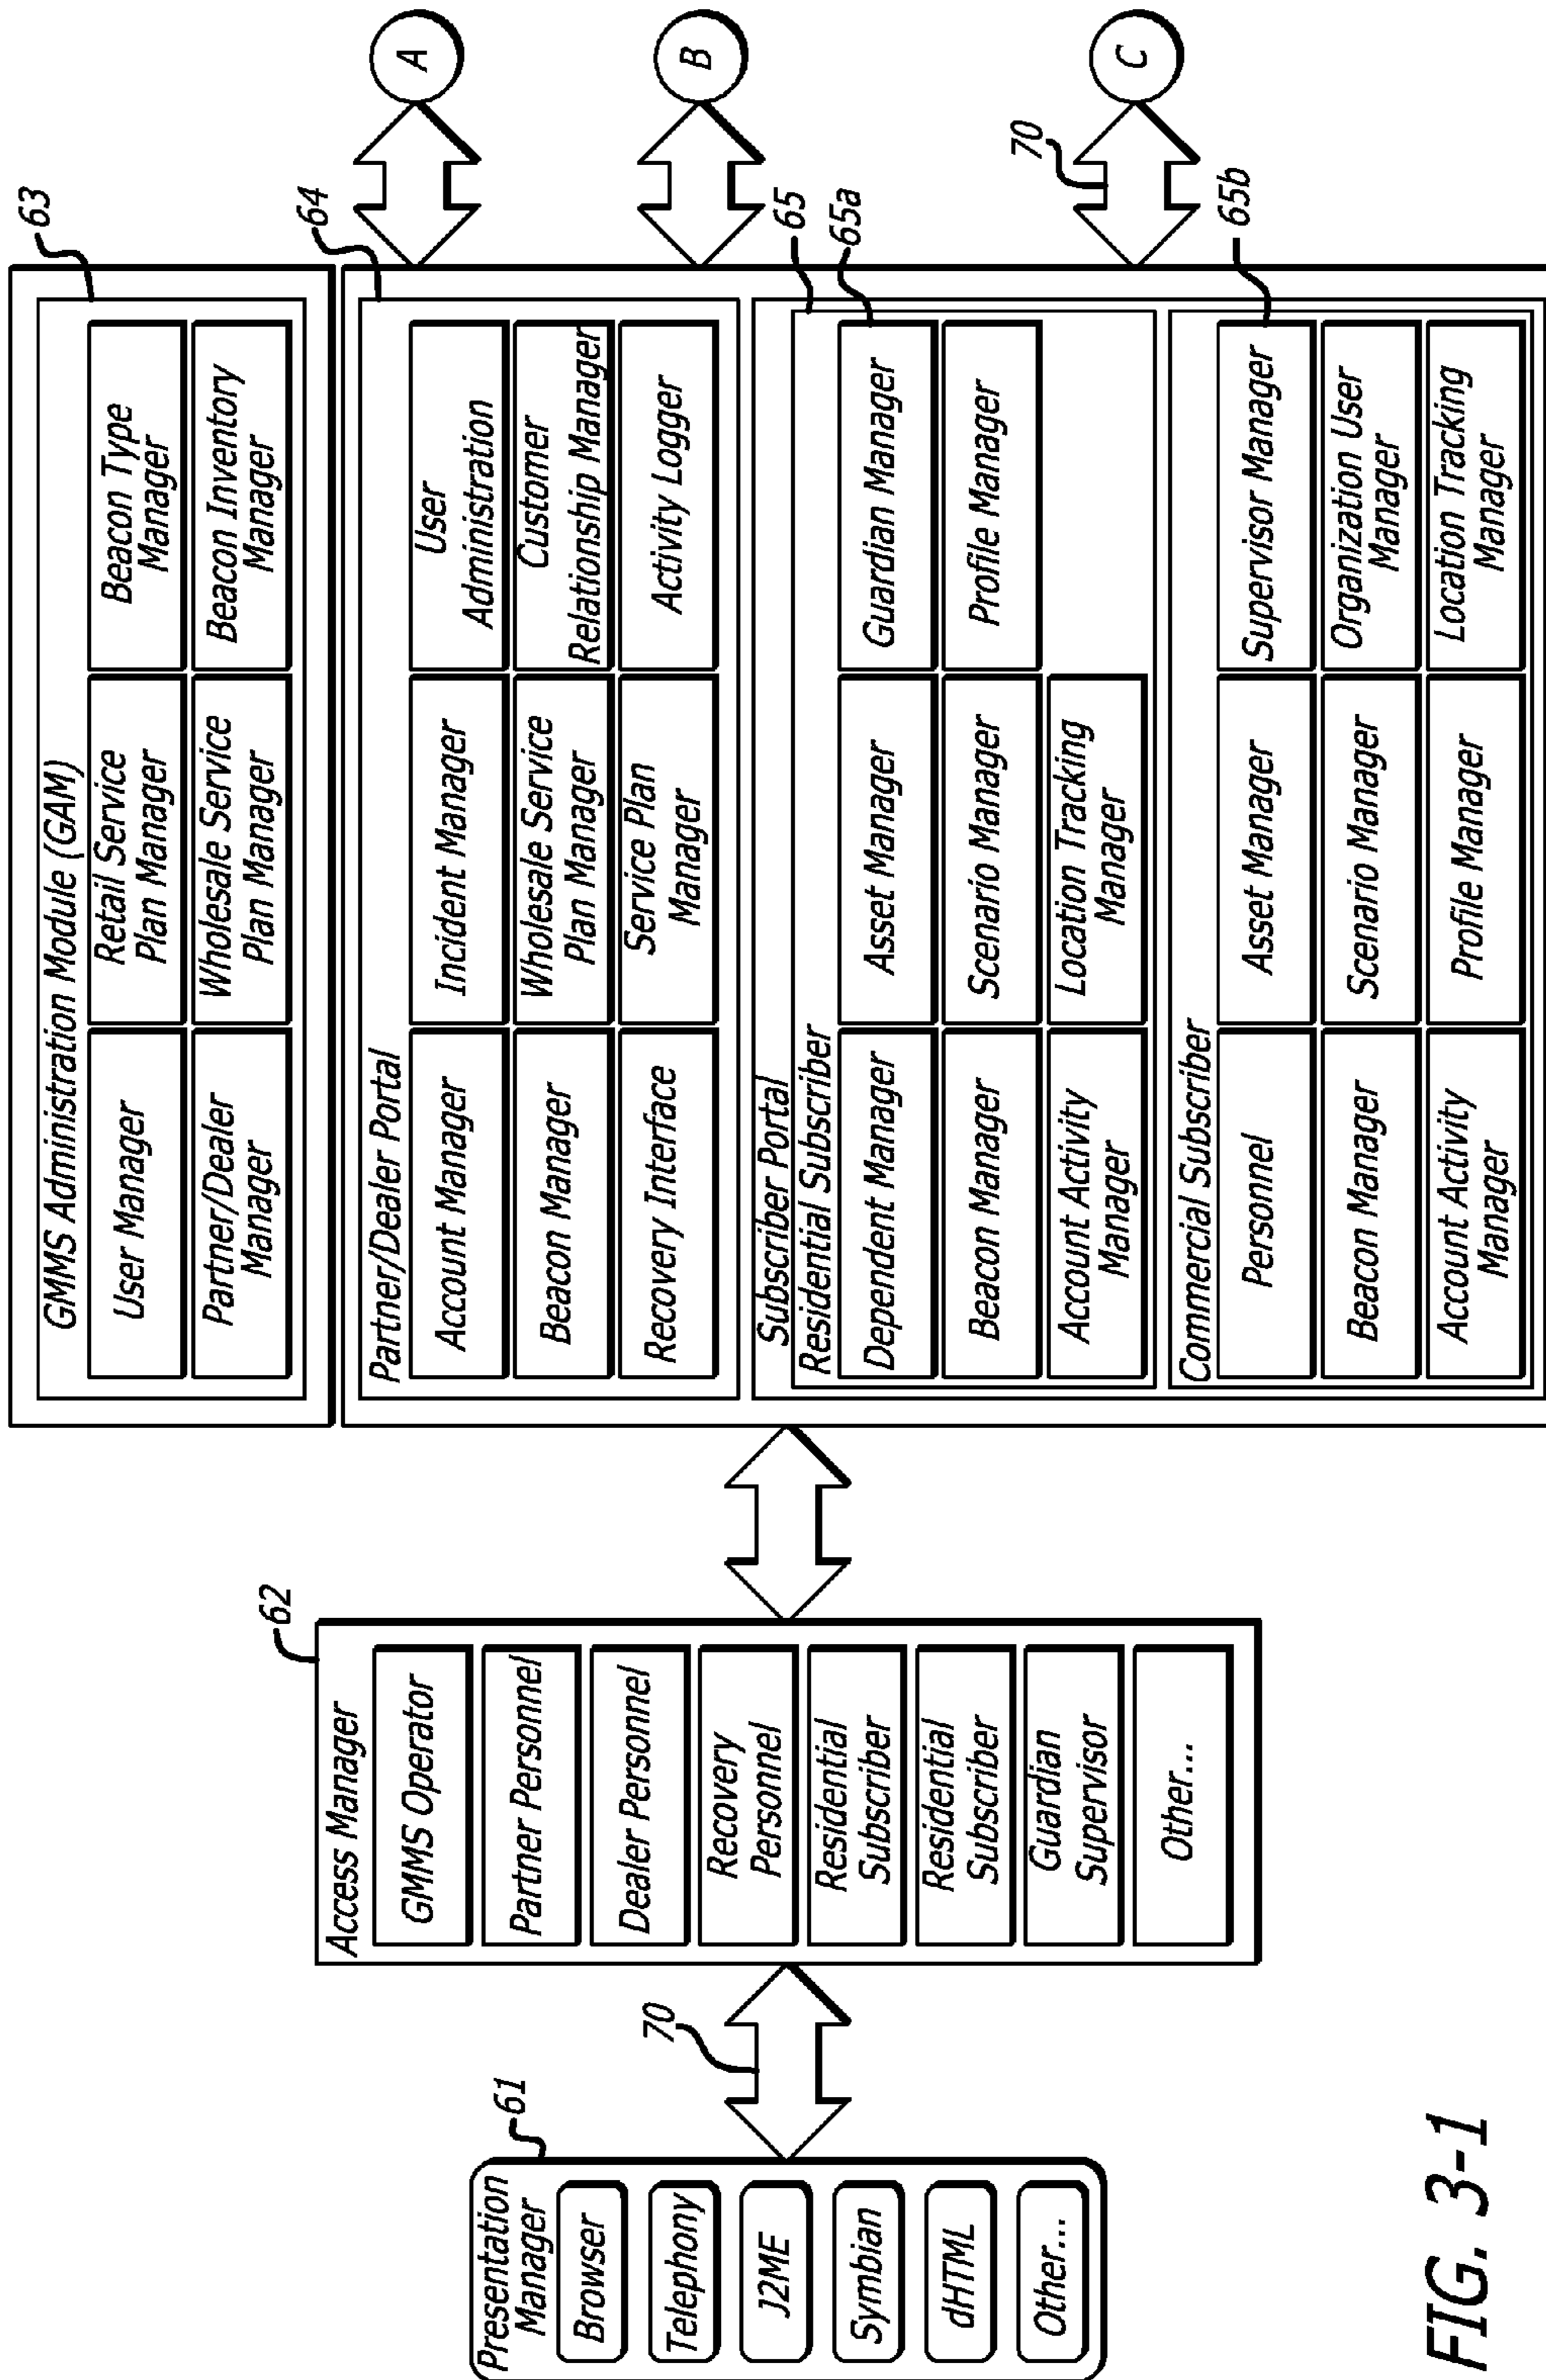 Presentation
Manager
Browser
Telephony
J2ME
Symbian
dHTML
Other...
61
70
Access Manager
GMMS Operator
Partner Personnel
Dealer Personnel
Recovery
Personnel
Residential
Subscriber
Residential
Subscriber
Guardian
Supervisor
Other...
62
GMMS Administration Module (GAM)
User Manager
Retail Service
Plan Manager
Beacon Type
Manager
Partner/Dealer
Manager
Wholesale Service
Plan Manager
Beacon Inventory
Manager
63
Partner/Dealer Portal
Account Manager
Incident Manager
User
Administration
Beacon Manager
Wholesale Service
Plan Manager
Customer
Relationship Manager
Recovery Interface
Service Plan
Manager
Activity Logger
64
Subscriber Portal
Residential Subscriber
Dependent Manager
Asset Manager
Guardian Manager
Beacon Manager
Scenario Manager
Profile Manager
Account Activity
Manager
Location Tracking
Manager
65
65a
Commercial Subscriber
Personnel
Asset Manager
Supervisor Manager
Beacon Manager
Scenario Manager
Organization User
Manager
Account Activity
Manager
Profile Manager
Location Tracking
Manager
65b
A
B
70
C
FIG. 3-1